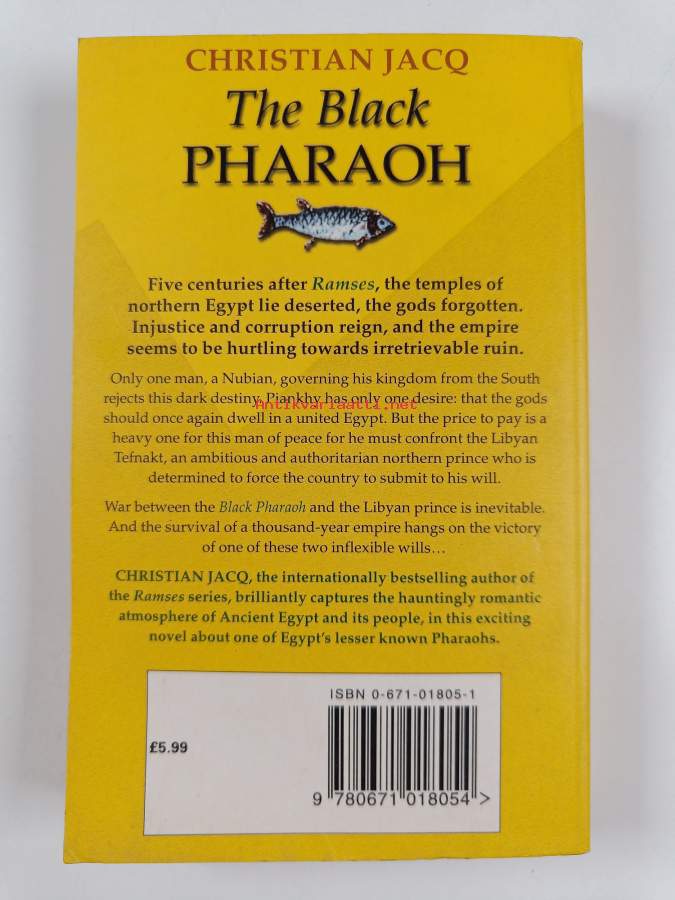 CHRISTIAN JACQ
The Black
PHARAOH
Five centuries after Ramses, the temples of
northern Egypt lie deserted, the gods forgotten.
Injustice and corruption reign, and the empire
seems to be hurtling towards irretrievable ruin.
Only one man, a Nubian, governing his kingdom from the South
rejects this dark destiny. Piankhy has only one desire: that the gods
Antikvariaatti.net
should once again dwell in a united Egypt. But the price to pay is a
heavy one for this man of peace for he must confront the Libyan
Tefnakt, an ambitious and authoritarian northern prince who is
determined to force the country to submit to his will.
War between the Black Pharaoh and the Libyan prince is inevitable.
And the survival of a thousand-year empire hangs on the victory
of one of these two inflexible wills…
CHRISTIAN JACQ, the internationally bestselling author of
the Ramses series, brilliantly captures the hauntingly romantic
atmosphere of Ancient Egypt and its people, in this exciting
novel about one of Egypt's lesser known Pharaohs.
ISBN 0-671-01805-1
£5.99
9 780671 018054 >